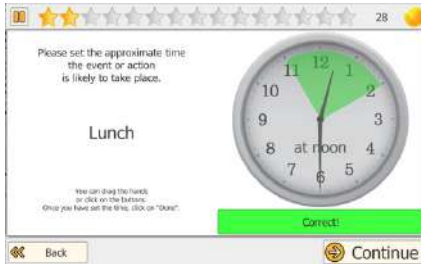 28
Please set the approximate time
the event or action
is likely to take place.
Lunch
You can drag the hands
or click on the buttons.
Once you have set the time, click on "Done".
12
1
2
3
4
5
6
7
8
9
10
11
at noon
Correct!
Back
Continue